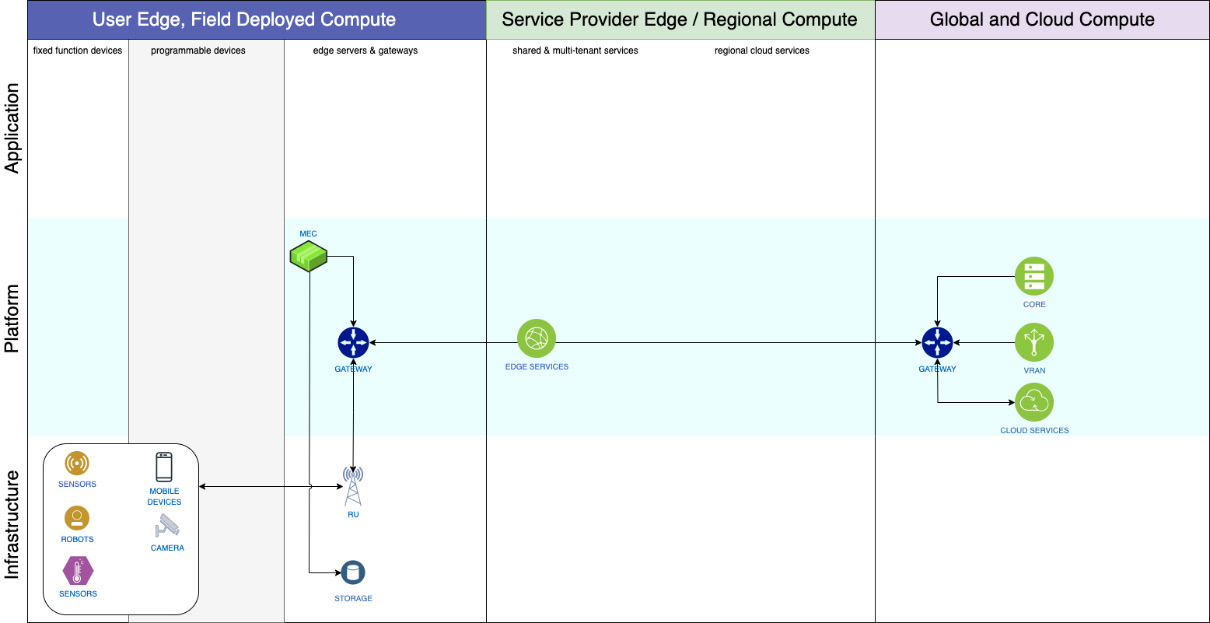 User Edge, Field Deployed Compute
Service Provider Edge / Regional Compute
Global and Cloud Compute
fixed function devices
programmable devices
edge servers & gateways
shared & multi-tenant services
regional cloud services
Application
Platform
MEC
GATEWAY
EDGE SERVICES
GATEWAY
CORE
VRAN
CLOUD SERVICES
Infrastructure
SENSORS
MOBILE
DEVICES
ROBOTS
CAMERA
SENSORS
RU
STORAGE